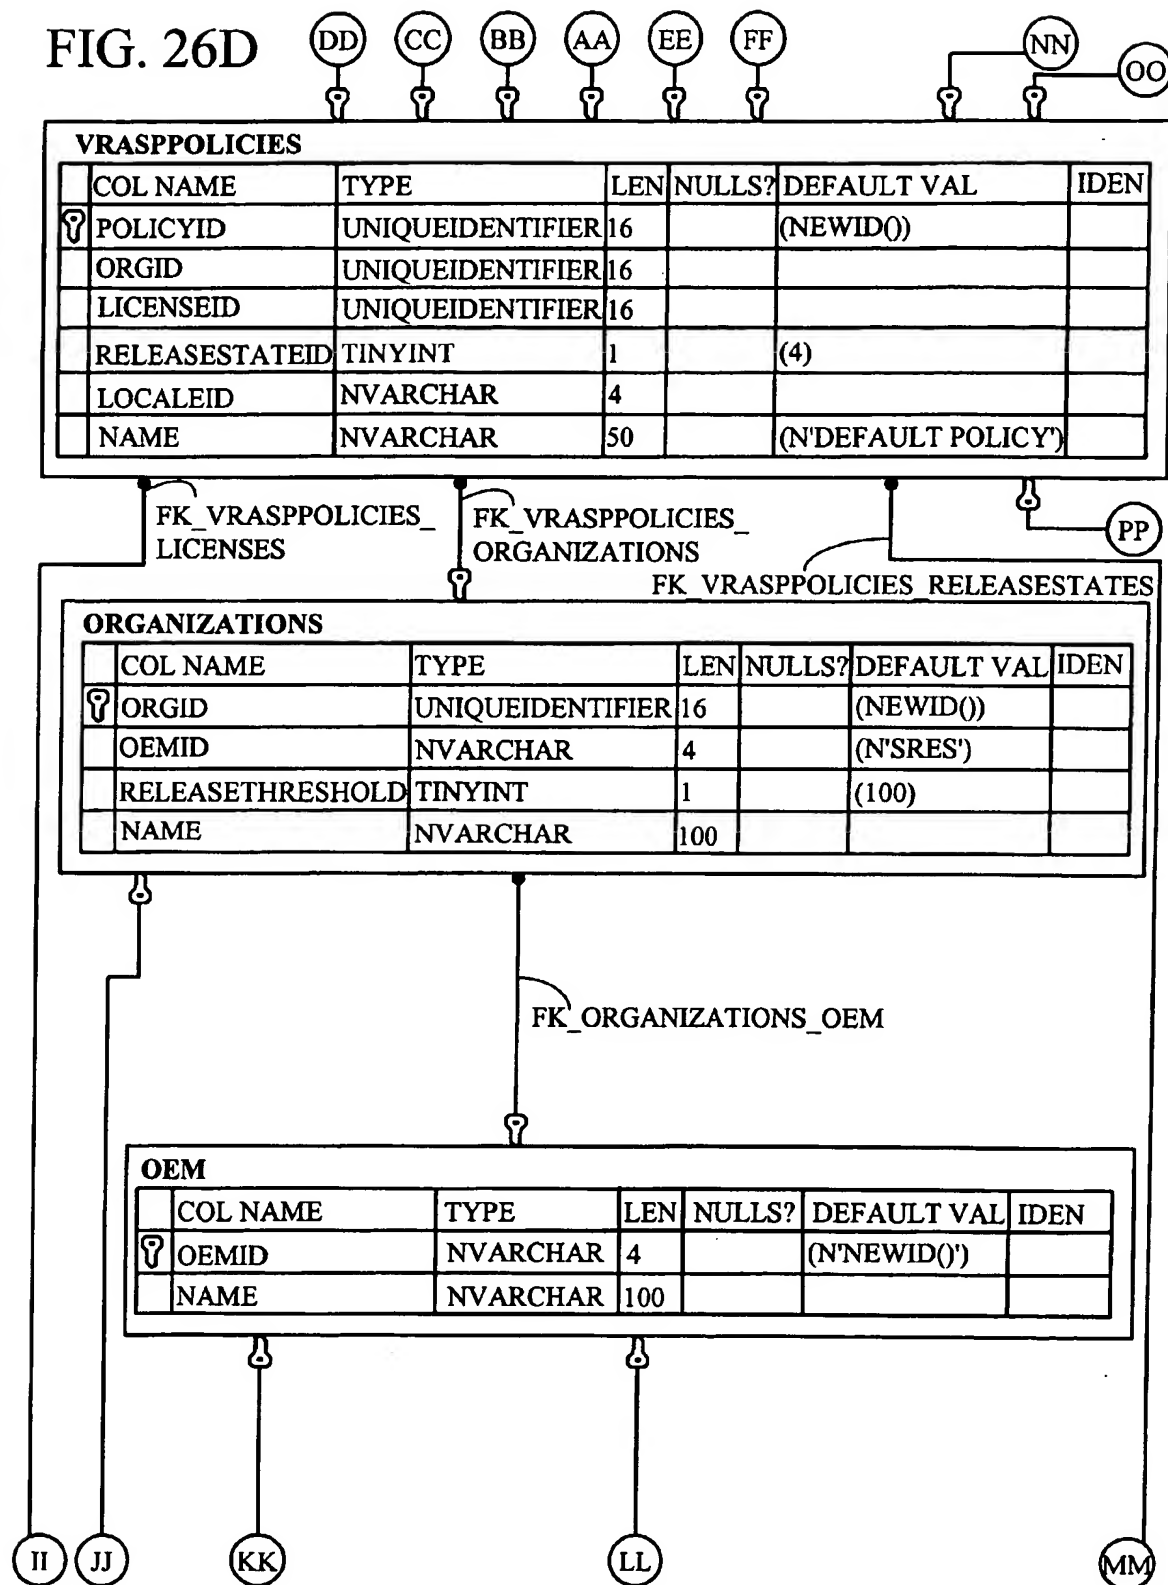 FIG. 26D
DD CC BB AA EE FF NN
OO
VRASPPOLICIES
COL NAME TYPE LEN NULLS? DEFAULT VAL IDEN
POLICYID UNIQUEIDENTIFIER 16 (NEWID())
ORGID UNIQUEIDENTIFIER 16
LICENSEID UNIQUEIDENTIFIER 16
RELEASESTATEID TINYINT 1 (4)
LOCALEID NVARCHAR 4
NAME NVARCHAR 50 (N'DEFAULT POLICY')
FK_VRASPPOLICIES_
LICENSES
FK_VRASPPOLICIES_
ORGANIZATIONS
PP
FK_VRASPPOLICIES_RELEASESTATES
ORGANIZATIONS
COL NAME TYPE LEN NULLS? DEFAULT VAL IDEN
ORGID UNIQUEIDENTIFIER 16 (NEWID())
OEMID NVARCHAR 4 (N'SRES')
RELEASETHRESHOLD TINYINT 1 (100)
NAME NVARCHAR 100
FK_ORGANIZATIONS_OEM
OEM
COL NAME TYPE LEN NULLS? DEFAULT VAL IDEN
OEMID NVARCHAR 4 (N'NEWID()')
NAME NVARCHAR 100
II JJ KK LL MM